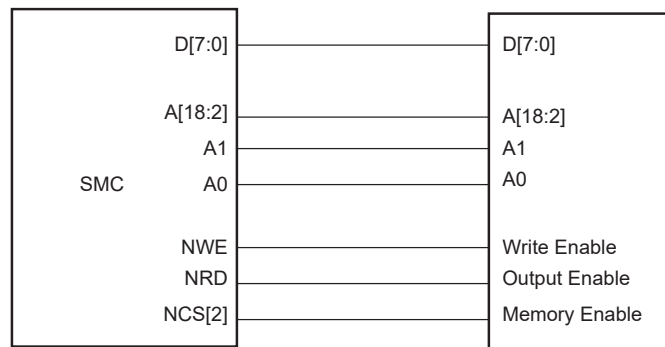 D[7:0] D[7:0]
A[18:2] A[18:2]
A1 A1
SMC A0 A0
NWE Write Enable
NRD Output Enable
NCS[2] Memory Enable